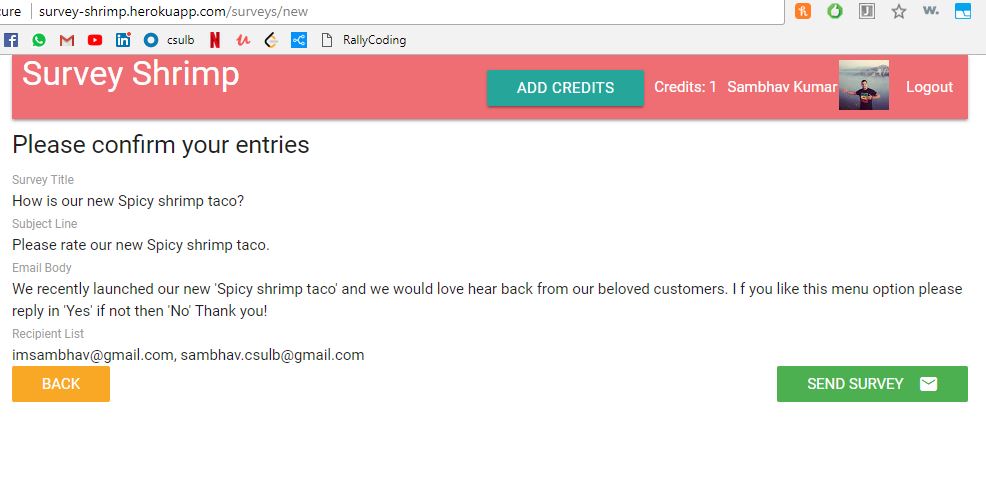 cure survey-shrimp.herokuapp.com/surveys/new
csulb RallyCoding
Survey Shrimp
ADD CREDITS Credits: 1 Sambhav Kumar Logout
Please confirm your entries
Survey Title
How is our new Spicy shrimp taco?
Subject Line
Please rate our new Spicy shrimp taco.
Email Body
We recently launched our new 'Spicy shrimp taco' and we would love hear back from our beloved customers. I f you like this menu option please
reply in 'Yes' if not then 'No' Thank you!
Recipient List
imsambhav@gmail.com, sambhav.csulb@gmail.com
BACK SEND SURVEY